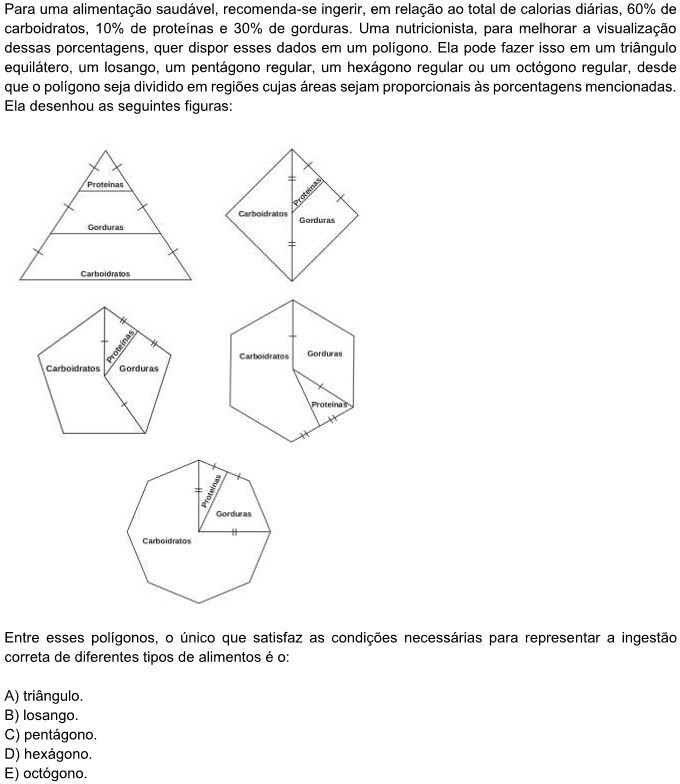 Para uma alimentação saudável, recomenda-se ingerir, em relação ao total de calorias diárias, 60% de
carboidratos, 10% de proteínas e 30% de gorduras. Uma nutricionista, para melhorar a visualização
dessas porcentagens, quer dispor esses dados em um polígono. Ela pode fazer isso em um triângulo
equilátero, um losango, um pentágono regular, um hexágono regular ou um octógono regular, desde
que o polígono seja dividido em regiões cujas áreas sejam proporcionais às porcentagens mencionadas.
Ela desenhou as seguintes figuras:
Proteínas
Gorduras
Carboidratos
Carboidratos
Proteínas
Gorduras
Carboidratos
Proteínas
Gorduras
Carboidratos
Gorduras
Proteínas
Proteínas
Gorduras
Carboidratos
Entre esses polígonos, o único que satisfaz as condições necessárias para representar a ingestão
correta de diferentes tipos de alimentos é o:
A) triângulo.
B) losango.
C) pentágono.
D) hexágono.
E) octógono.